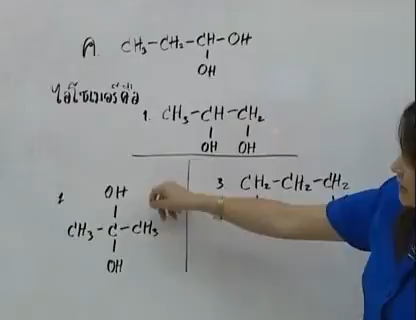 ค. CH₃-CH₂-CH-OH
OH
ไอโซเมอร์คือ
1. CH₃-CH-CH₂
OH OH
2. OH
CH₃-C-CH₃
OH
3. CH₂-CH₂-CH₂